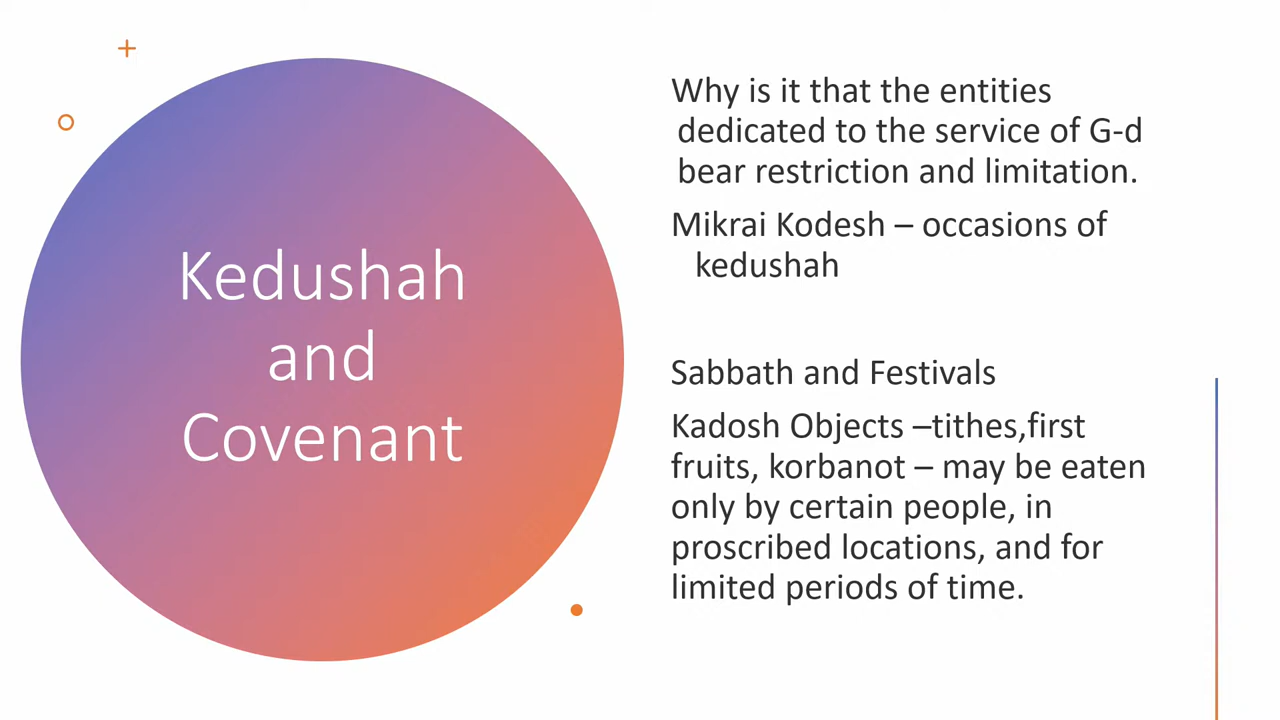 Kedushah
and
Covenant
Why is it that the entities
dedicated to the service of G-d
bear restriction and limitation.
Mikrai Kodesh – occasions of
kedushah
Sabbath and Festivals
Kadosh Objects –tithes,first
fruits, korbanot – may be eaten
only by certain people, in
proscribed locations, and for
limited periods of time.